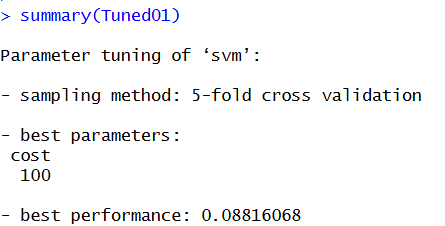 > summary(Tuned01)
Parameter tuning of ‘svm’:
- sampling method: 5-fold cross validation
- best parameters:
cost
100
- best performance: 0.08816068